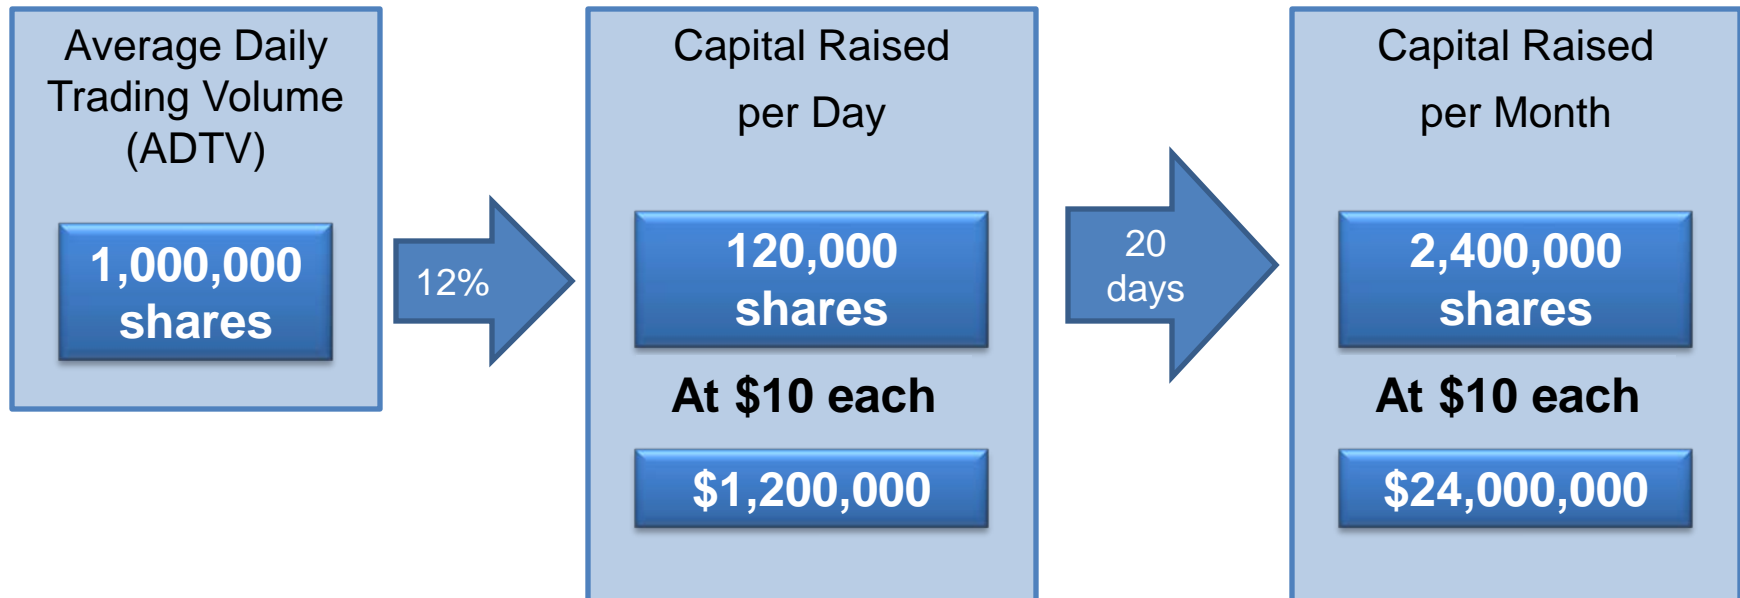 Average Daily
Trading Volume
(ADTV)
1,000,000
shares
12%
Capital Raised
per Day
120,000
shares
At $10 each
$1,200,000
20
days
Capital Raised
per Month
2,400,000
shares
At $10 each
$24,000,000